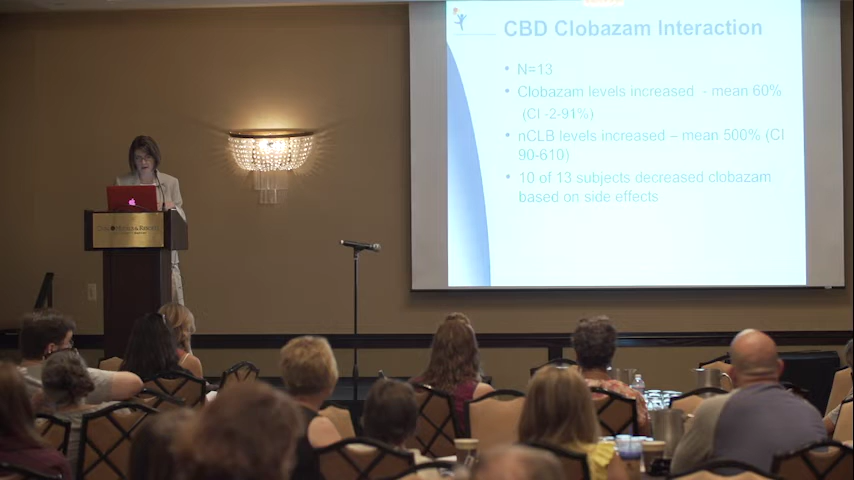 CBD Clobazam Interaction
• N=13
• Clobazam levels increased - mean 60%
(CI -2-91%)
• nCLB levels increased – mean 500% (CI
90-610)
• 10 of 13 subjects decreased clobazam
based on side effects